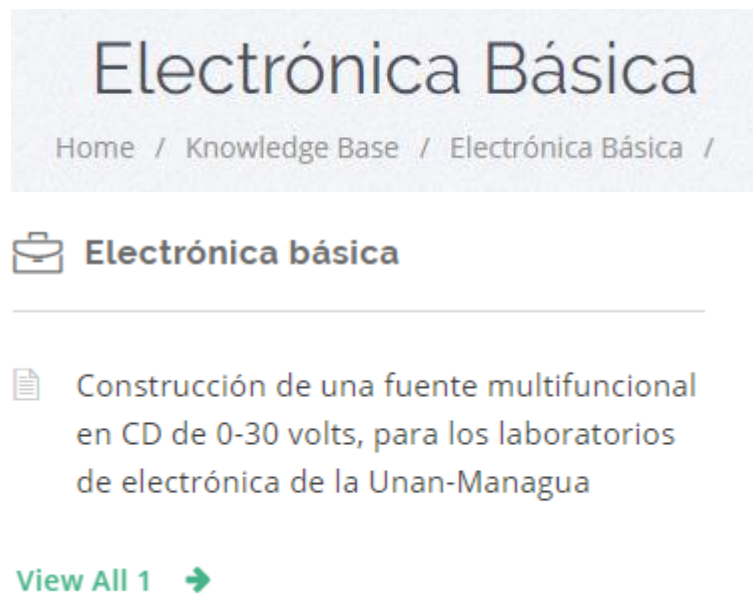 Electrónica Básica
Home / Knowledge Base / Electrónica Básica /
Electrónica básica
Construcción de una fuente multifuncional
en CD de 0-30 volts, para los laboratorios
de electrónica de la Unan-Managua
View All 1